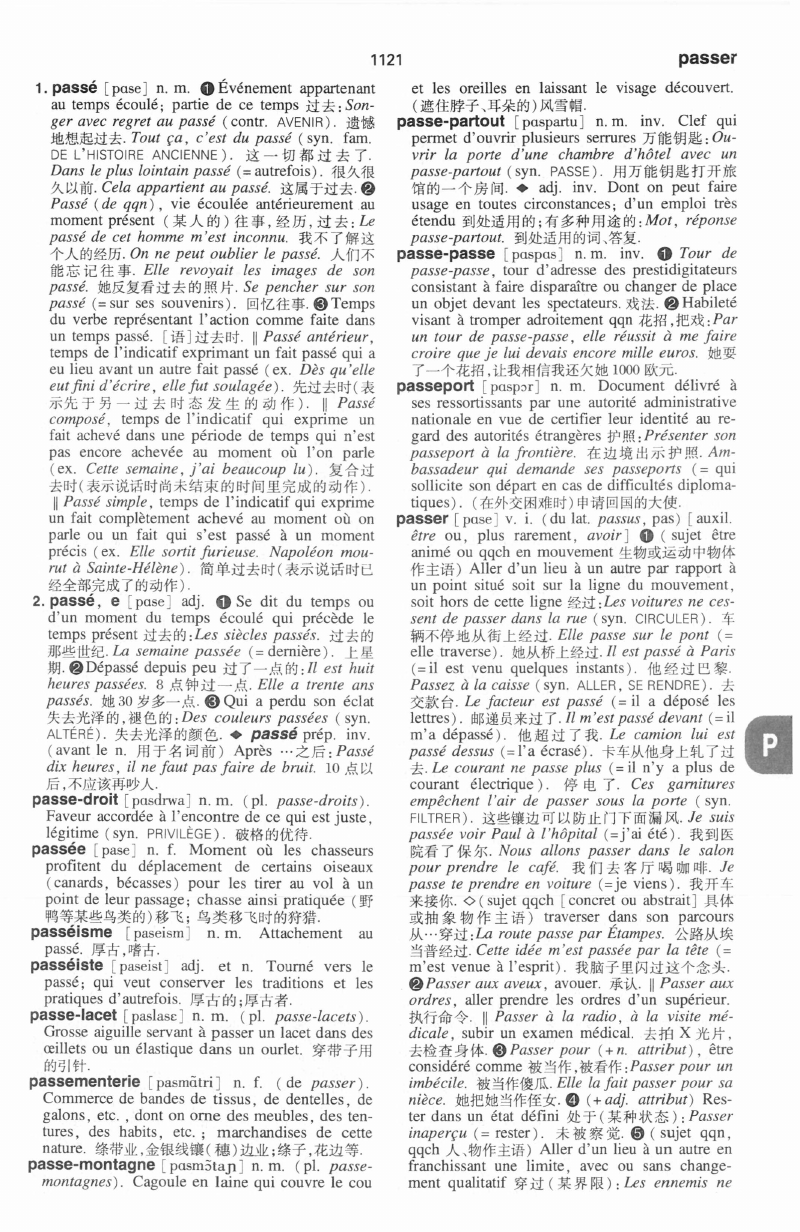 1121
passer
1. passé [pɑse] n. m. ❶ Événement appartenant
au temps écoulé; partie de ce temps 过去: Son-
ger avec regret au passé (contr. AVENIR). 遗憾
地想起过去. Tout ça, c'est du passé (syn. fam.
DE L'HISTOIRE ANCIENNE). 这一切都过去了.
Dans le plus lointain passé (= autrefois). 很久很
久以前. Cela appartient au passé. 这属于过去. ❷
Passé (de qqn), vie écoulée antérieurement au
moment présent (某人的)往事,经历,过去: Le
passé de cet homme m'est inconnu. 我不了解这
个人的经历. On ne peut oublier le passé. 人们不
能忘记往事. Elle revoyait les images de son
passé. 她反复看过去的照片. Se pencher sur son
passé (= sur ses souvenirs). 回忆往事. ❸ Temps
du verbe représentant l'action comme faite dans
un temps passé. [语]过去时. ‖ Passé antérieur,
temps de l'indicatif exprimant un fait passé qui a
eu lieu avant un autre fait passé (ex. Dès qu'elle
eut fini d'écrire, elle fut soulagée). 先过去时(表
示先于另一过去时态发生的动作). ‖ Passé
composé, temps de l'indicatif qui exprime un
fait achevé dans une période de temps qui n'est
pas encore achevée au moment où l'on parle
(ex. Cette semaine, j'ai beaucoup lu). 复合过
去时(表示说话时尚未结束的时间里完成的动作).
‖ Passé simple, temps de l'indicatif qui exprime
un fait complètement achevé au moment où on
parle ou un fait qui s'est passé à un moment
précis (ex. Elle sortit furieuse. Napoléon mou-
rut à Sainte-Hélène). 简单过去时(表示说话时已
经全部完成了的动作).
2. passé, e [pɑse] adj. ❶ Se dit du temps ou
d'un moment du temps écoulé qui précède le
temps présent 过去的: Les siècles passés. 过去的
那些世纪. La semaine passée (= dernière). 上星
期. ❷ Dépassé depuis peu 过了一点的: Il est huit
heures passées. 8 点钟过一点. Elle a trente ans
passés. 她 30 岁多一点. ❸ Qui a perdu son éclat
失去光泽的,褪色的: Des couleurs passées (syn.
ALTÉRÉ). 失去光泽的颜色. ◆ passé prép. inv.
(avant le n. 用于名词前) Après …之后: Passé
dix heures, il ne faut pas faire de bruit. 10 点以
后,不应该再吵人.
passe-droit [pɑsdrwa] n. m. (pl. passe-droits).
Faveur accordée à l'encontre de ce qui est juste,
légitime (syn. PRIVILÈGE). 破格的优待.
passée [pase] n. f. Moment où les chasseurs
profitent du déplacement de certains oiseaux
(canards, bécasses) pour les tirer au vol à un
point de leur passage; chasse ainsi pratiquée (野
鸭等某些鸟类的)移飞; 鸟类移飞时的狩猎.
passéisme [paseism] n. m. Attachement au
passé. 厚古,嗜古.
passéiste [paseist] adj. et n. Tourné vers le
passé; qui veut conserver les traditions et les
pratiques d'autrefois. 厚古的;厚古者.
passe-lacet [paslasɛ] n. m. (pl. passe-lacets).
Grosse aiguille servant à passer un lacet dans des
œillets ou un élastique dans un ourlet. 穿带子用
的引针.
passementerie [pasmɑ̃tri] n. f. (de passer).
Commerce de bandes de tissus, de dentelles, de
galons, etc., dont on orne des meubles, des ten-
tures, des habits, etc.; marchandises de cette
nature. 绦带业,金银线镶(穗)边业;绦子,花边等.
passe-montagne [pɑsmɔ̃taɲ] n. m. (pl. passe-
montagnes). Cagoule en laine qui couvre le cou
et les oreilles en laissant le visage découvert.
(遮住脖子、耳朵的)风雪帽.
passe-partout [pɑspartu] n. m. inv. Clef qui
permet d'ouvrir plusieurs serrures 万能钥匙: Ou-
vrir la porte d'une chambre d'hôtel avec un
passe-partout (syn. PASSE). 用万能钥匙打开旅
馆的一个房间. ◆ adj. inv. Dont on peut faire
usage en toutes circonstances; d'un emploi très
étendu 到处适用的;有多种用途的: Mot, réponse
passe-partout. 到处适用的词、答复.
passe-passe [pɑspɑs] n. m. inv. ❶ Tour de
passe-passe, tour d'adresse des prestidigitateurs
consistant à faire disparaître ou changer de place
un objet devant les spectateurs. 戏法. ❷ Habileté
visant à tromper adroitement qqn 花招,把戏: Par
un tour de passe-passe, elle réussit à me faire
croire que je lui devais encore mille euros. 她耍
了一个花招,让我相信我还欠她 1000 欧元.
passeport [pɑspɔr] n. m. Document délivré à
ses ressortissants par une autorité administrative
nationale en vue de certifier leur identité au re-
gard des autorités étrangères 护照: Présenter son
passeport à la frontière. 在边境出示护照. Am-
bassadeur qui demande ses passeports (= qui
sollicite son départ en cas de difficultés diploma-
tiques). (在外交困难时)申请回国的大使.
passer [pɑse] v. i. (du lat. passus, pas) [auxil.
être ou, plus rarement, avoir] ❶ (sujet être
animé ou qqch en mouvement 生物或运动中物体
作主语) Aller d'un lieu à un autre par rapport à
un point situé soit sur la ligne du mouvement,
soit hors de cette ligne 经过: Les voitures ne ces-
sent de passer dans la rue (syn. CIRCULER). 车
辆不停地从街上经过. Elle passe sur le pont (=
elle traverse). 她从桥上经过. Il est passé à Paris
(= il est venu quelques instants). 他经过巴黎.
Passez à la caisse (syn. ALLER, SE RENDRE). 去
交款台. Le facteur est passé (= il a déposé les
lettres). 邮递员来过了. Il m'est passé devant (= il
m'a dépassé). 他超过了我. Le camion lui est
passé dessus (= l'a écrasé). 卡车从他身上轧了过
去. Le courant ne passe plus (= il n'y a plus de
courant électrique). 停电了. Ces garnitures
empêchent l'air de passer sous la porte (syn.
FILTRER). 这些镶边可以防止门下面漏风. Je suis
passée voir Paul à l'hôpital (= j'ai été). 我到医
院看了保尔. Nous allons passer dans le salon
pour prendre le café. 我们去客厅喝咖啡. Je
passe te prendre en voiture (= je viens). 我开车
来接你. ◇ (sujet qqch [concret ou abstrait] 具体
或抽象物作主语) traverser dans son parcours
从…穿过: La route passe par Étampes. 公路从埃
当普经过. Cette idée m'est passée par la tête (=
m'est venue à l'esprit). 我脑子里闪过这个念头.
❷ Passer aux aveux, avouer. 承认. ‖ Passer aux
ordres, aller prendre les ordres d'un supérieur.
执行命令. ‖ Passer à la radio, à la visite mé-
dicale, subir un examen médical. 去拍 X 光片,
去检查身体. ❸ Passer pour (+ n. attribut), être
considéré comme 被当作,被看作: Passer pour un
imbécile. 被当作傻瓜. Elle la fait passer pour sa
nièce. 她把她当作侄女. ❹ (+ adj. attribut) Res-
ter dans un état défini 处于(某种状态): Passer
inaperçu (= rester). 未被察觉. ❺ (sujet qqn,
qqch 人、物作主语) Aller d'un lieu à un autre en
franchissant une limite, avec ou sans change-
ment qualitatif 穿过(某界限): Les ennemis ne
P